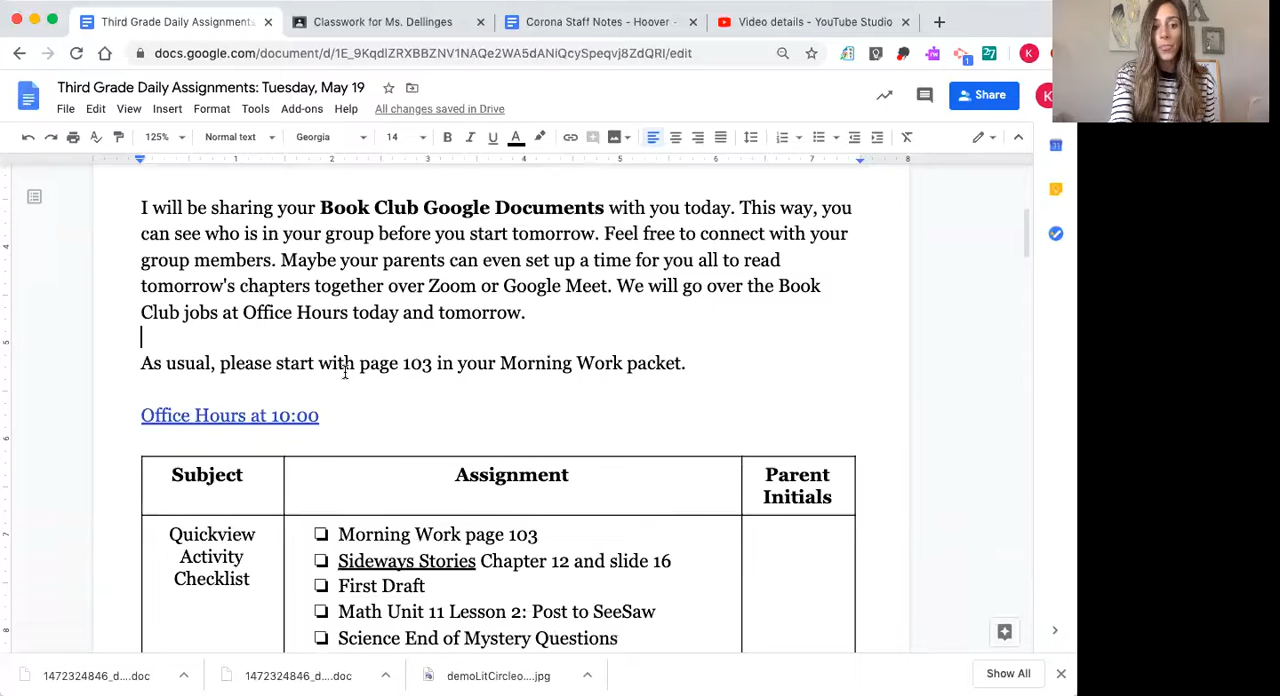 Third Grade Daily Assignments
Classwork for Ms. Dellinges
Corona Staff Notes - Hoover -
Video details - YouTube Studio
docs.google.com/document/d/1E_9KqdlZRXBBZNV1NAQe2WA5dANiQcySpeqvj8ZdQRI/edit
Third Grade Daily Assignments: Tuesday, May 19
File Edit View Insert Format Tools Add-ons Help All changes saved in Drive
Share
K
125% Normal text Georgia 14 B I U A
1 2 3 4 5 6 7 8
I will be sharing your Book Club Google Documents with you today. This way, you
can see who is in your group before you start tomorrow. Feel free to connect with your
group members. Maybe your parents can even set up a time for you all to read
tomorrow's chapters together over Zoom or Google Meet. We will go over the Book
Club jobs at Office Hours today and tomorrow.
As usual, please start with page 103 in your Morning Work packet.
Office Hours at 10:00
Subject Assignment Parent
Initials
Quickview
Activity
Checklist
Morning Work page 103
Sideways Stories Chapter 12 and slide 16
First Draft
Math Unit 11 Lesson 2: Post to SeeSaw
Science End of Mystery Questions
1472324846_d....doc
1472324846_d....doc
demoLitCircleo....jpg
Show All